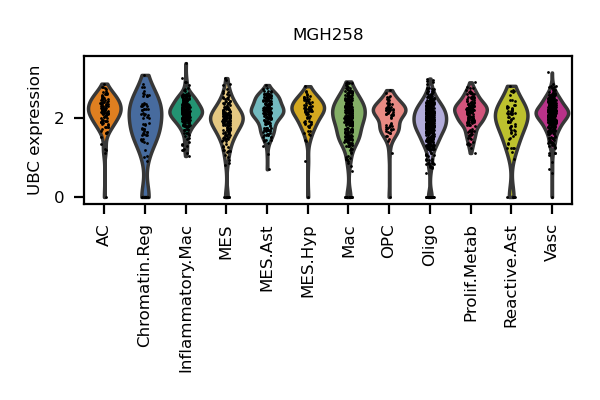 MGH258
UBC expression
2
0
AC
Chromatin.Reg
Inflammatory.Mac
MES
MES.Ast
MES.Hyp
Mac
OPC
Oligo
Prolif.Metab
Reactive.Ast
Vasc